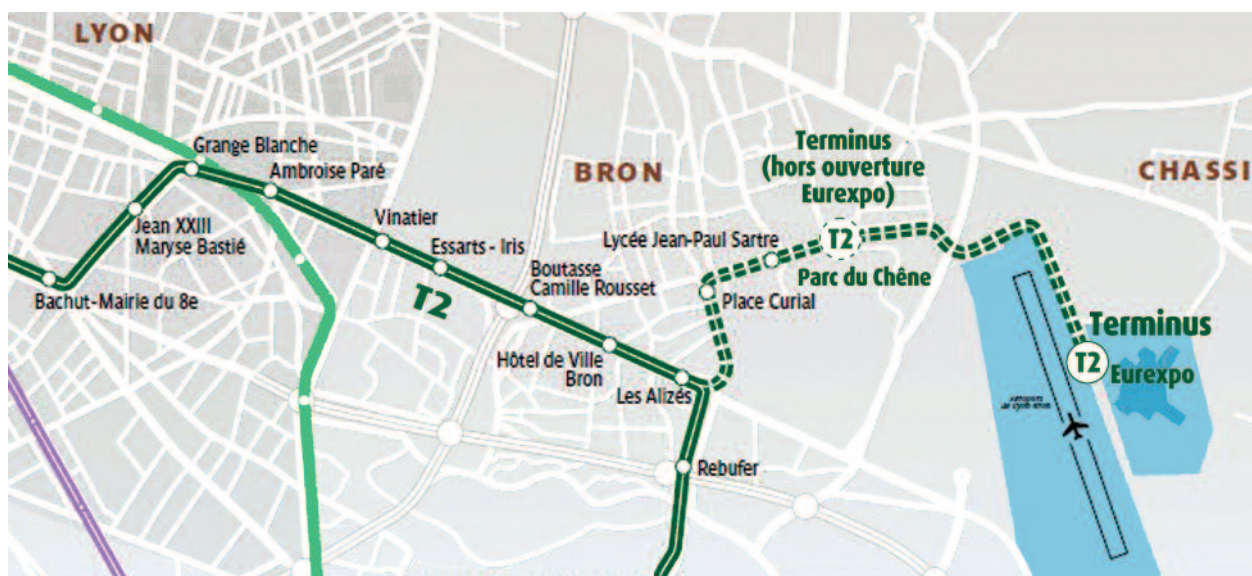 LYON
Grange Blanche
Ambroise Paré
Jean XXIII
Maryse Bastié
Bachut-Mairie du 8e
Vinatier
Essarts - Iris
T2
BRON
Boutasse
Camille Rousset
Hôtel de Ville
Bron
Les Alizés
Rebufer
Place Curial
Lycée Jean-Paul Sartre
Terminus
(hors ouverture
Eurexpo)
T2
Parc du Chêne
CHASSI
Terminus
T2
Eurexpo